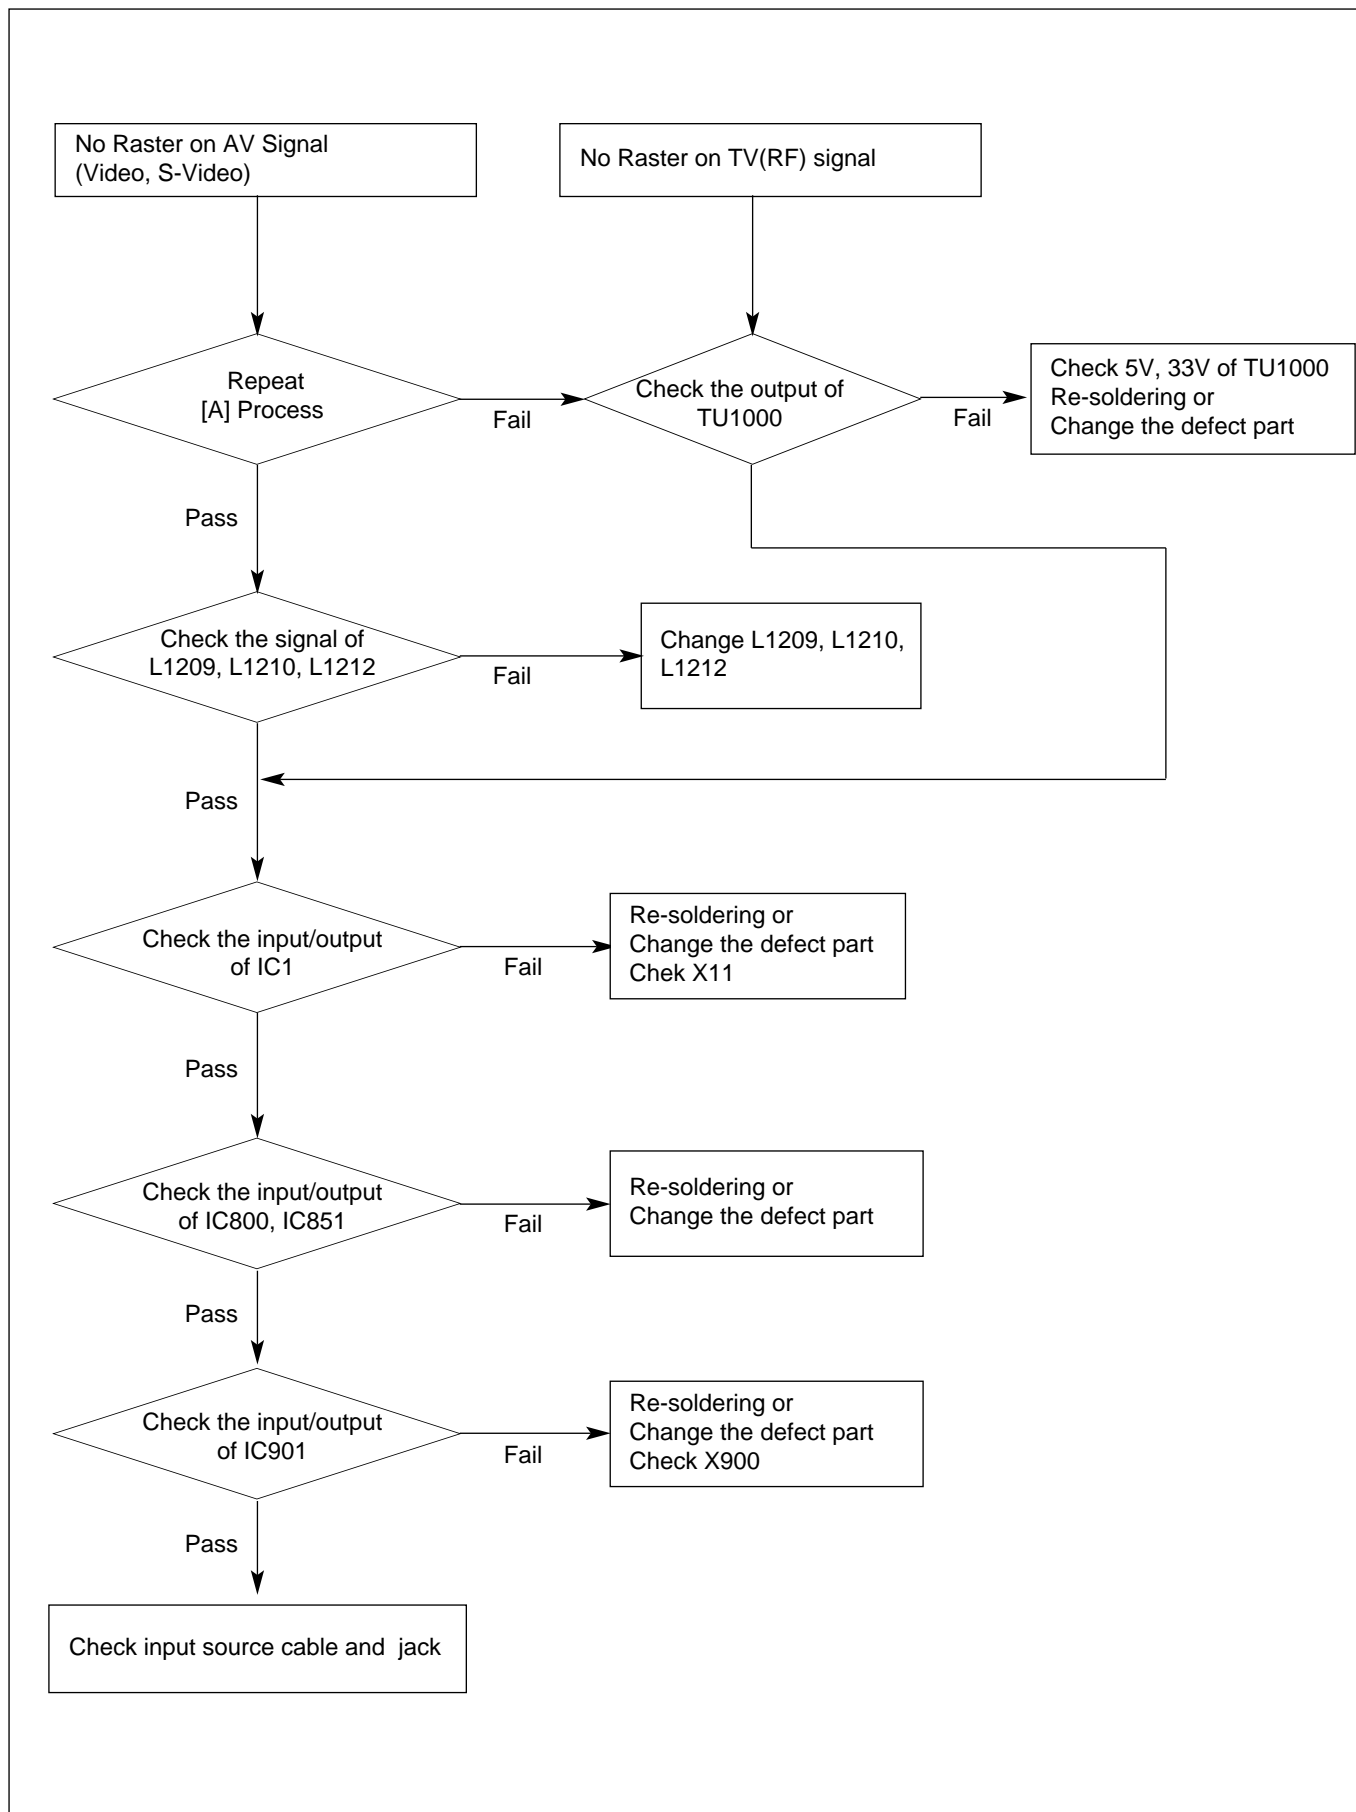 No Raster on AV Signal
(Video, S-Video)
No Raster on TV(RF) signal
Repeat
[A] Process
Fail
Check the output of
TU1000
Fail
Check 5V, 33V of TU1000
Re-soldering or
Change the defect part
Pass
Check the signal of
L1209, L1210, L1212
Fail
Change L1209, L1210,
L1212
Pass
Check the input/output
of IC1
Fail
Re-soldering or
Change the defect part
Chek X11
Pass
Check the input/output
of IC800, IC851
Fail
Re-soldering or
Change the defect part
Pass
Check the input/output
of IC901
Fail
Re-soldering or
Change the defect part
Check X900
Pass
Check input source cable and  jack